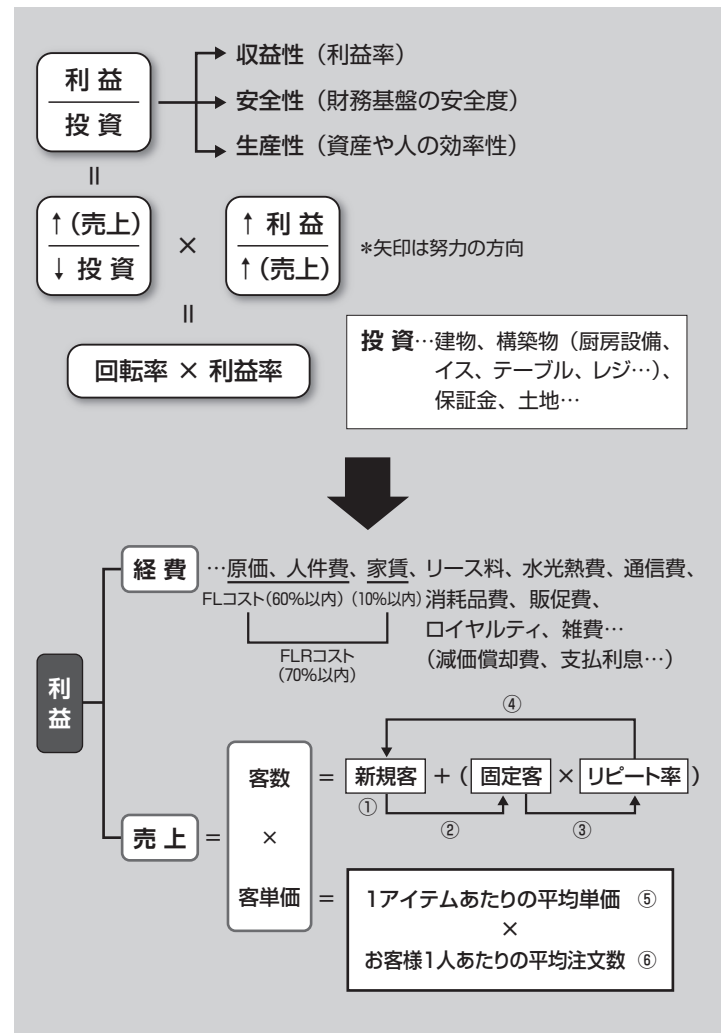 利 益
投 資
収益性（利益率）
安全性（財務基盤の安全度）
生産性（資産や人の効率性）
=
↑（売上）
↓ 投 資
×
↑ 利 益
↑（売上）
*矢印は努力の方向
=
回転率 × 利益率
投 資…建物、構築物（厨房設備、
イス、テーブル、レジ…）、
保証金、土地…
利益
経 費 …原価、人件費、家賃、リース料、水光熱費、通信費、
FLコスト（60%以内）（10%以内）消耗品費、販促費、
ロイヤルティ、雑費…
FLRコスト （減価償却費、支払利息…）
（70%以内）
④
客数 = 新規客 +（ 固定客 × リピート率 ）
① ② ③
売 上 = ×
客単価 = 1アイテムあたりの平均単価 ⑤
×
お客様1人あたりの平均注文数 ⑥